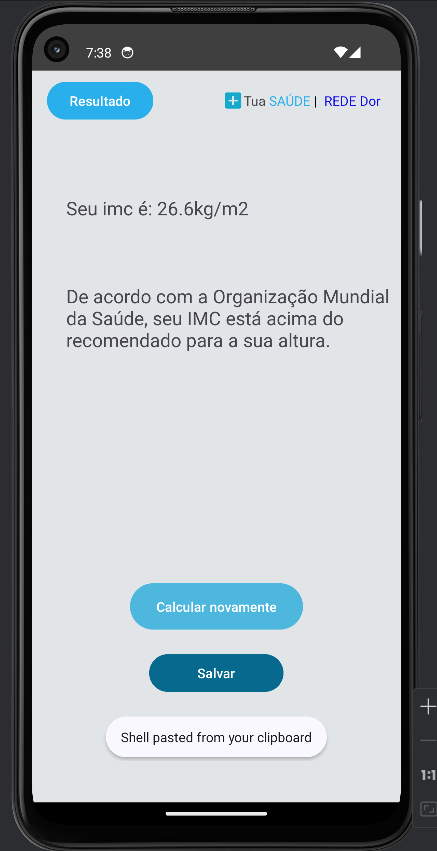 7:38
Resultado
Tua SAÚDE | REDE Dor
Seu imc é: 26.6kg/m2
De acordo com a Organização Mundial
da Saúde, seu IMC está acima do
recomendado para a sua altura.
Calcular novamente
Salvar
Shell pasted from your clipboard
1:1